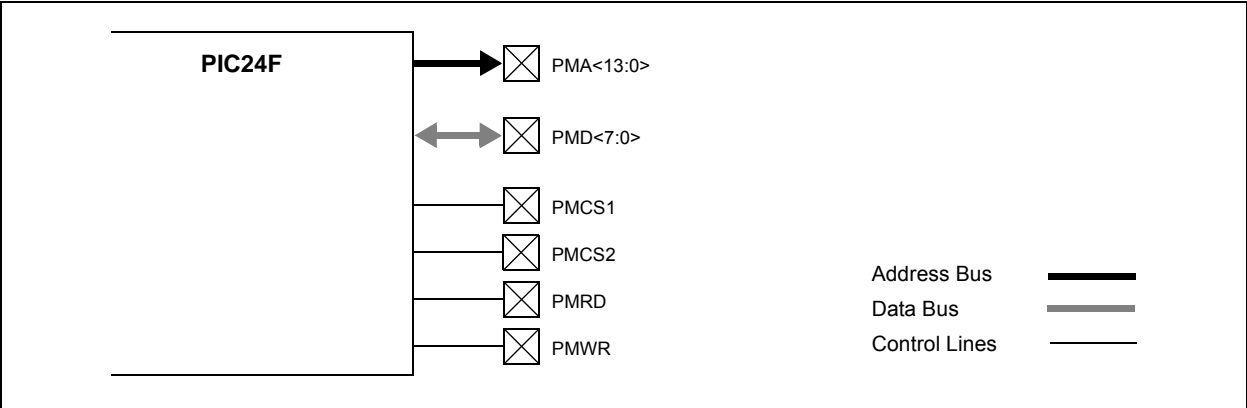 PIC24F
PMA<13:0>
PMD<7:0>
PMCS1
PMCS2
PMRD
PMWR
Address Bus
Data Bus
Control Lines